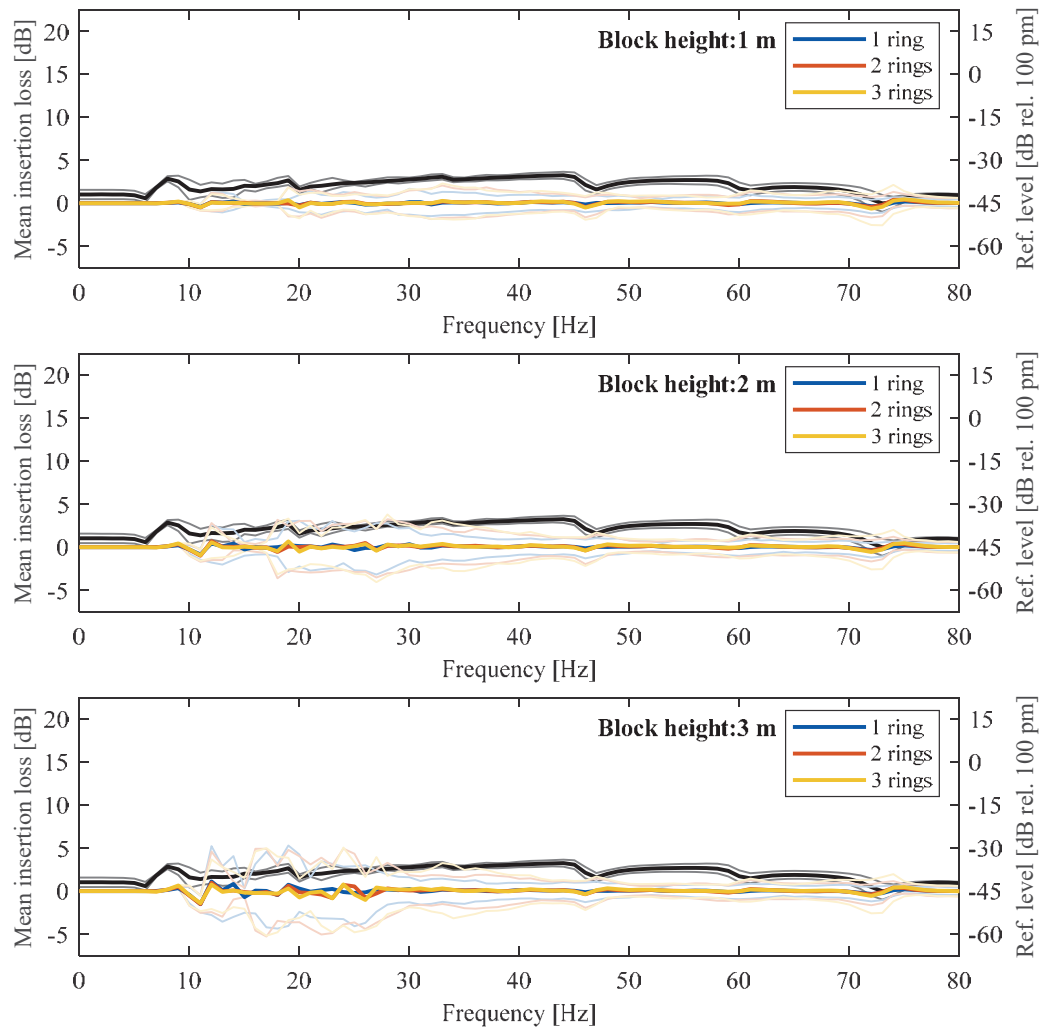 Mean insertion loss [dB]
20
15
10
5
0
-5
Block height:1 m
1 ring
2 rings
3 rings
15
0
-15
-30
-45
-60
Ref. level [dB rel. 100 pm]
0 10 20 30 40 50 60 70 80
Frequency [Hz]
Mean insertion loss [dB]
20
15
10
5
0
-5
Block height:2 m
1 ring
2 rings
3 rings
15
0
-15
-30
-45
-60
Ref. level [dB rel. 100 pm]
0 10 20 30 40 50 60 70 80
Frequency [Hz]
Mean insertion loss [dB]
20
15
10
5
0
-5
Block height:3 m
1 ring
2 rings
3 rings
15
0
-15
-30
-45
-60
Ref. level [dB rel. 100 pm]
0 10 20 30 40 50 60 70 80
Frequency [Hz]